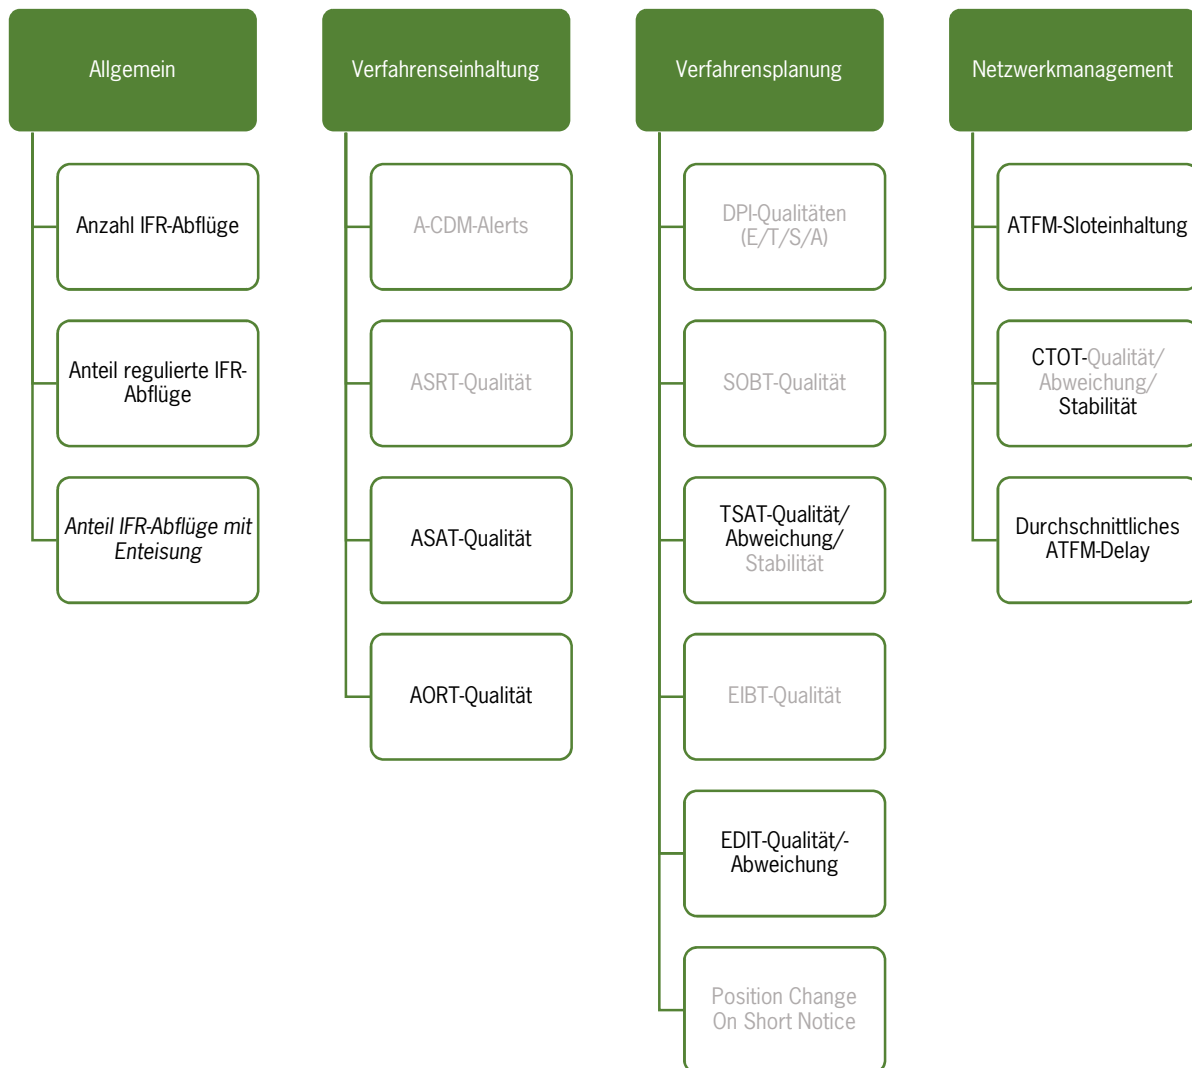 Allgemein
Anzahl IFR-Abflüge
Anteil regulierte IFR-
Abflüge
Anteil IFR-Abflüge mit
Enteisung
Verfahrenseinhaltung
A-CDM-Alerts
ASRT-Qualität
ASAT-Qualität
AORT-Qualität
Verfahrensplanung
DPI-Qualitäten
(E/T/S/A)
SOBT-Qualität
TSAT-Qualität/
Abweichung/
Stabilität
EIBT-Qualität
EDIT-Qualität/-
Abweichung
Position Change
On Short Notice
Netzwerkmanagement
ATFM-Sloteinhaltung
CTOT-Qualität/
Abweichung/
Stabilität
Durchschnittliches
ATFM-Delay